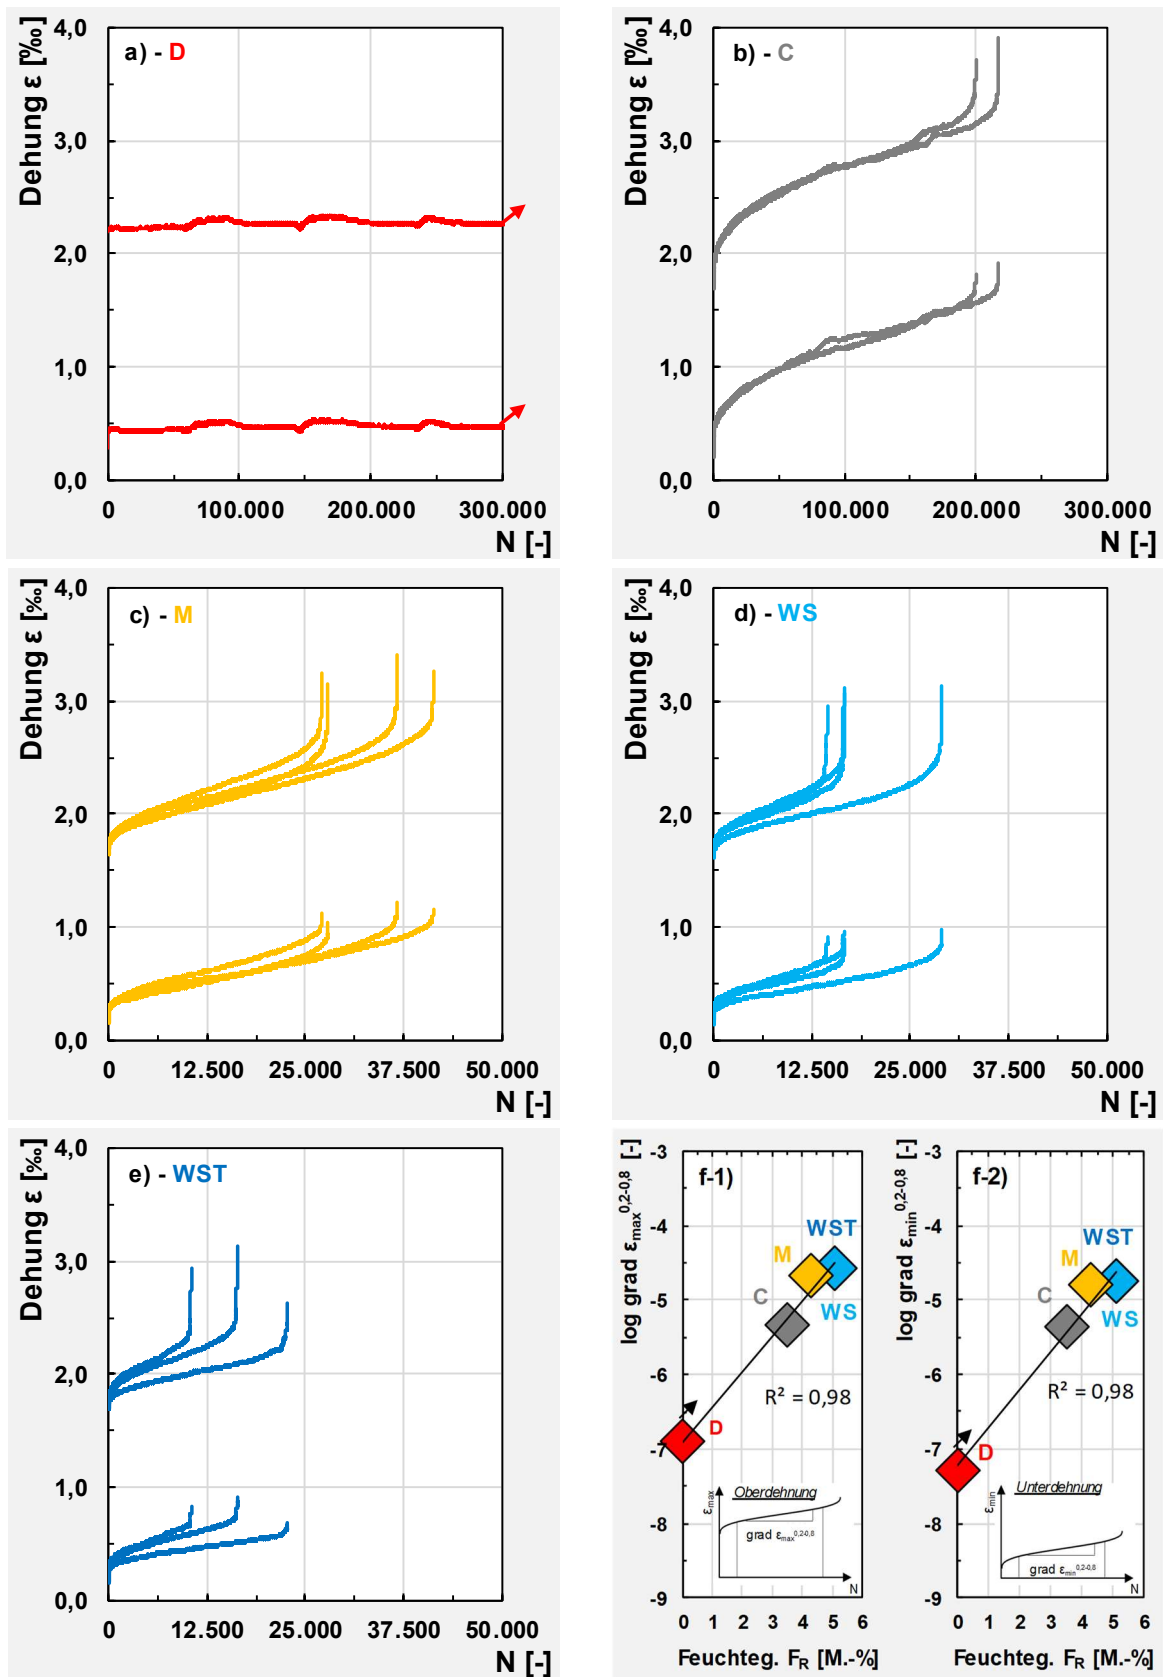 Dehung ε [‰]
a) - D
4,0
3,0
2,0
1,0
0,0
0 100.000 200.000 300.000
N [-]
Dehung ε [‰]
b) - C
4,0
3,0
2,0
1,0
0,0
0 100.000 200.000 300.000
N [-]
Dehung ε [‰]
c) - M
4,0
3,0
2,0
1,0
0,0
0 12.500 25.000 37.500 50.000
N [-]
Dehung ε [‰]
d) - WS
4,0
3,0
2,0
1,0
0,0
0 12.500 25.000 37.500 50.000
N [-]
Dehung ε [‰]
e) - WST
4,0
3,0
2,0
1,0
0,0
0 12.500 25.000 37.500 50.000
N [-]
log grad εmax0,2-0,8 [-]
f-1)
-3
-4
-5
-6
-7
-8
-9
WST
M
C
WS
R² = 0,98
D
Oberdehnung
εmax
grad εmax0,2-0,8
N
0 1 2 3 4 5 6
Feuchteg. FR [M.-%]
log grad εmin0,2-0,8 [-]
f-2)
-3
-4
-5
-6
-7
-8
-9
WST
M
C
WS
R² = 0,98
D
Unterdehnung
εmin
grad εmin0,2-0,8
N
0 1 2 3 4 5 6
Feuchteg. FR [M.-%]